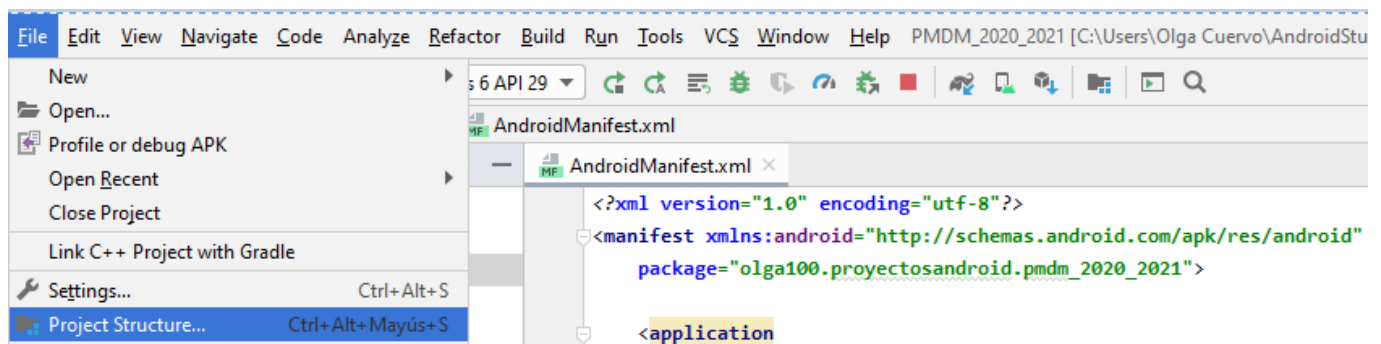 File Edit View Navigate Code Analyze Refactor Build Run Tools VCS Window Help PMDM_2020_2021 [C:\Users\Olga Cuervo\AndroidStu
New
s 6 API 29
Open...
AndroidManifest.xml
Profile or debug APK
AndroidManifest.xml
Open Recent
<?xml version="1.0" encoding="utf-8"?>
Close Project
<manifest xmlns:android="http://schemas.android.com/apk/res/android"
Link C++ Project with Gradle
package="olga100.proyectosandroid.pmdm_2020_2021">
Settings... Ctrl+Alt+S
Project Structure... Ctrl+Alt+Mayús+S
<application